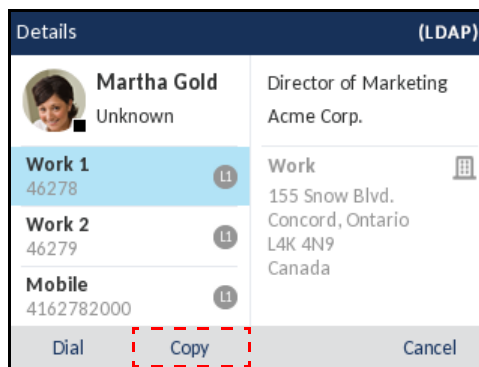 Details (LDAP)
Martha Gold
Unknown
Work 1
46278
L1
Work 2
46279
L1
Mobile
4162782000
L1
Director of Marketing
Acme Corp.
Work
155 Snow Blvd.
Concord, Ontario
L4K 4N9
Canada
Dial Copy Cancel